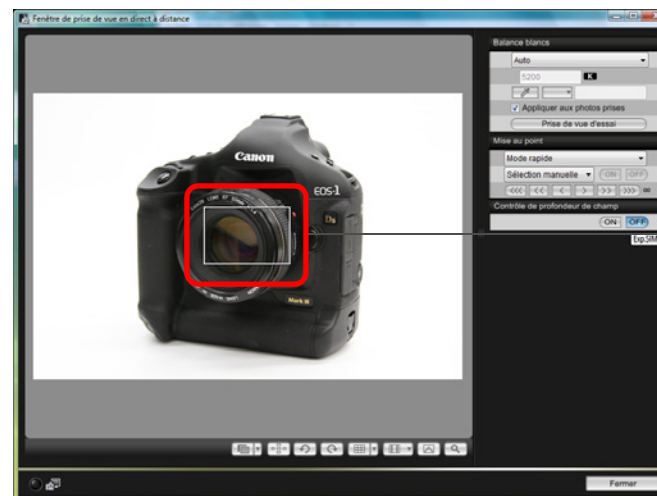 Fenêtre de prise de vue en direct à distance
Balance blancs
Auto
5200 K
Appliquer aux photos prises
Prise de vue d'essai
Mise au point
Mode rapide
Sélection manuelle ON OFF
<<< << < > >> >>> ∞
Contrôle de profondeur de champ
ON OFF
Exp.SIM
Canon
EOS-1
Ds
Mark III
Fermer